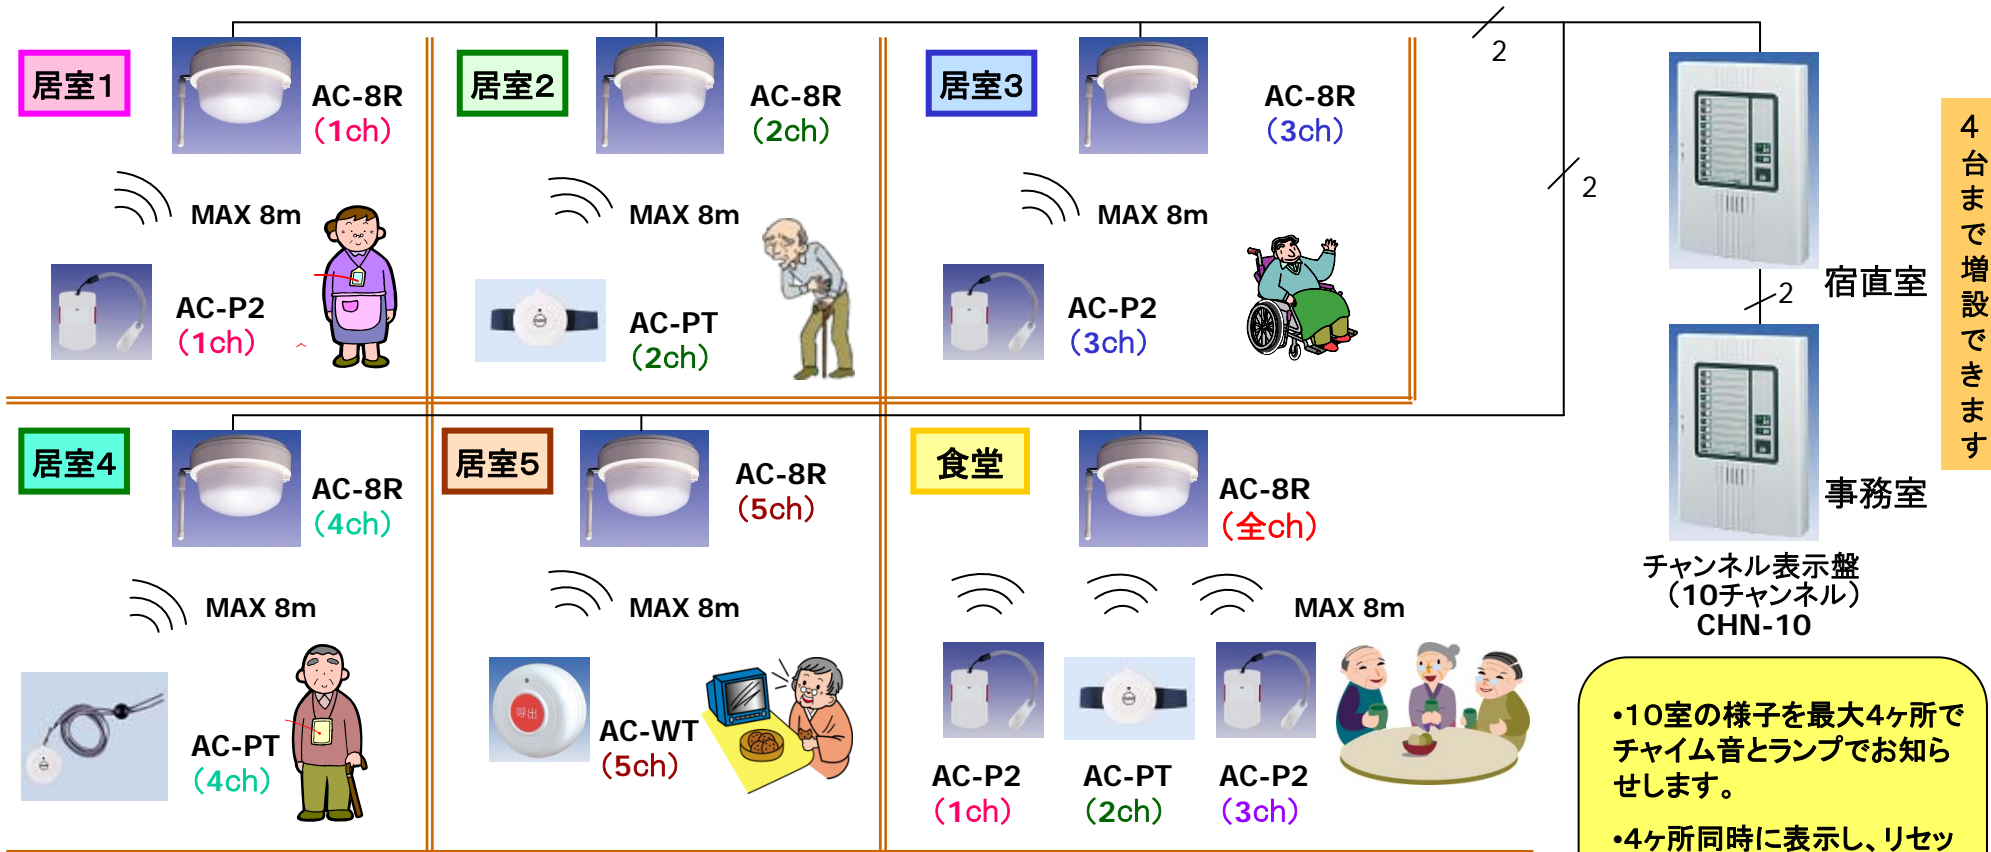 居室1
AC-8R
（1ch）
MAX 8m
AC-P2
（1ch）
居室2
AC-8R
（2ch）
MAX 8m
AC-PT
（2ch）
居室3
AC-8R
（3ch）
MAX 8m
AC-P2
（3ch）
2
2
2
宿直室
事務室
4台まで増設できます
チャンネル表示盤
（10チャンネル）
CHN-10
居室4
AC-8R
（4ch）
MAX 8m
AC-PT
（4ch）
居室5
AC-8R
（5ch）
MAX 8m
呼出
AC-WT
（5ch）
食堂
AC-8R
（全ch）
MAX 8m
AC-P2
（1ch）
AC-PT
（2ch）
AC-P2
（3ch）
•10室の様子を最大4ヶ所で
チャイム音とランプでお知ら
せします。
•4ヶ所同時に表示し、リセッ